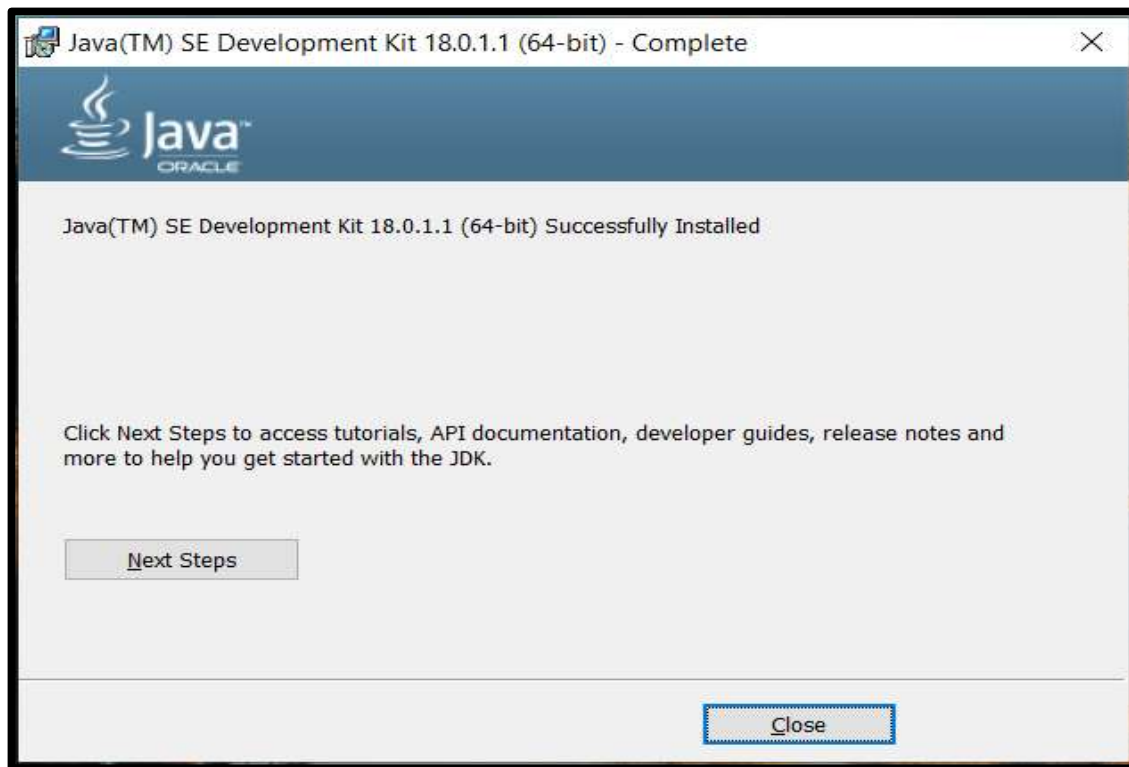 Java(TM) SE Development Kit 18.0.1.1 (64-bit) - Complete
Java™
ORACLE
Java(TM) SE Development Kit 18.0.1.1 (64-bit) Successfully Installed
Click Next Steps to access tutorials, API documentation, developer guides, release notes and
more to help you get started with the JDK.
Next Steps
Close